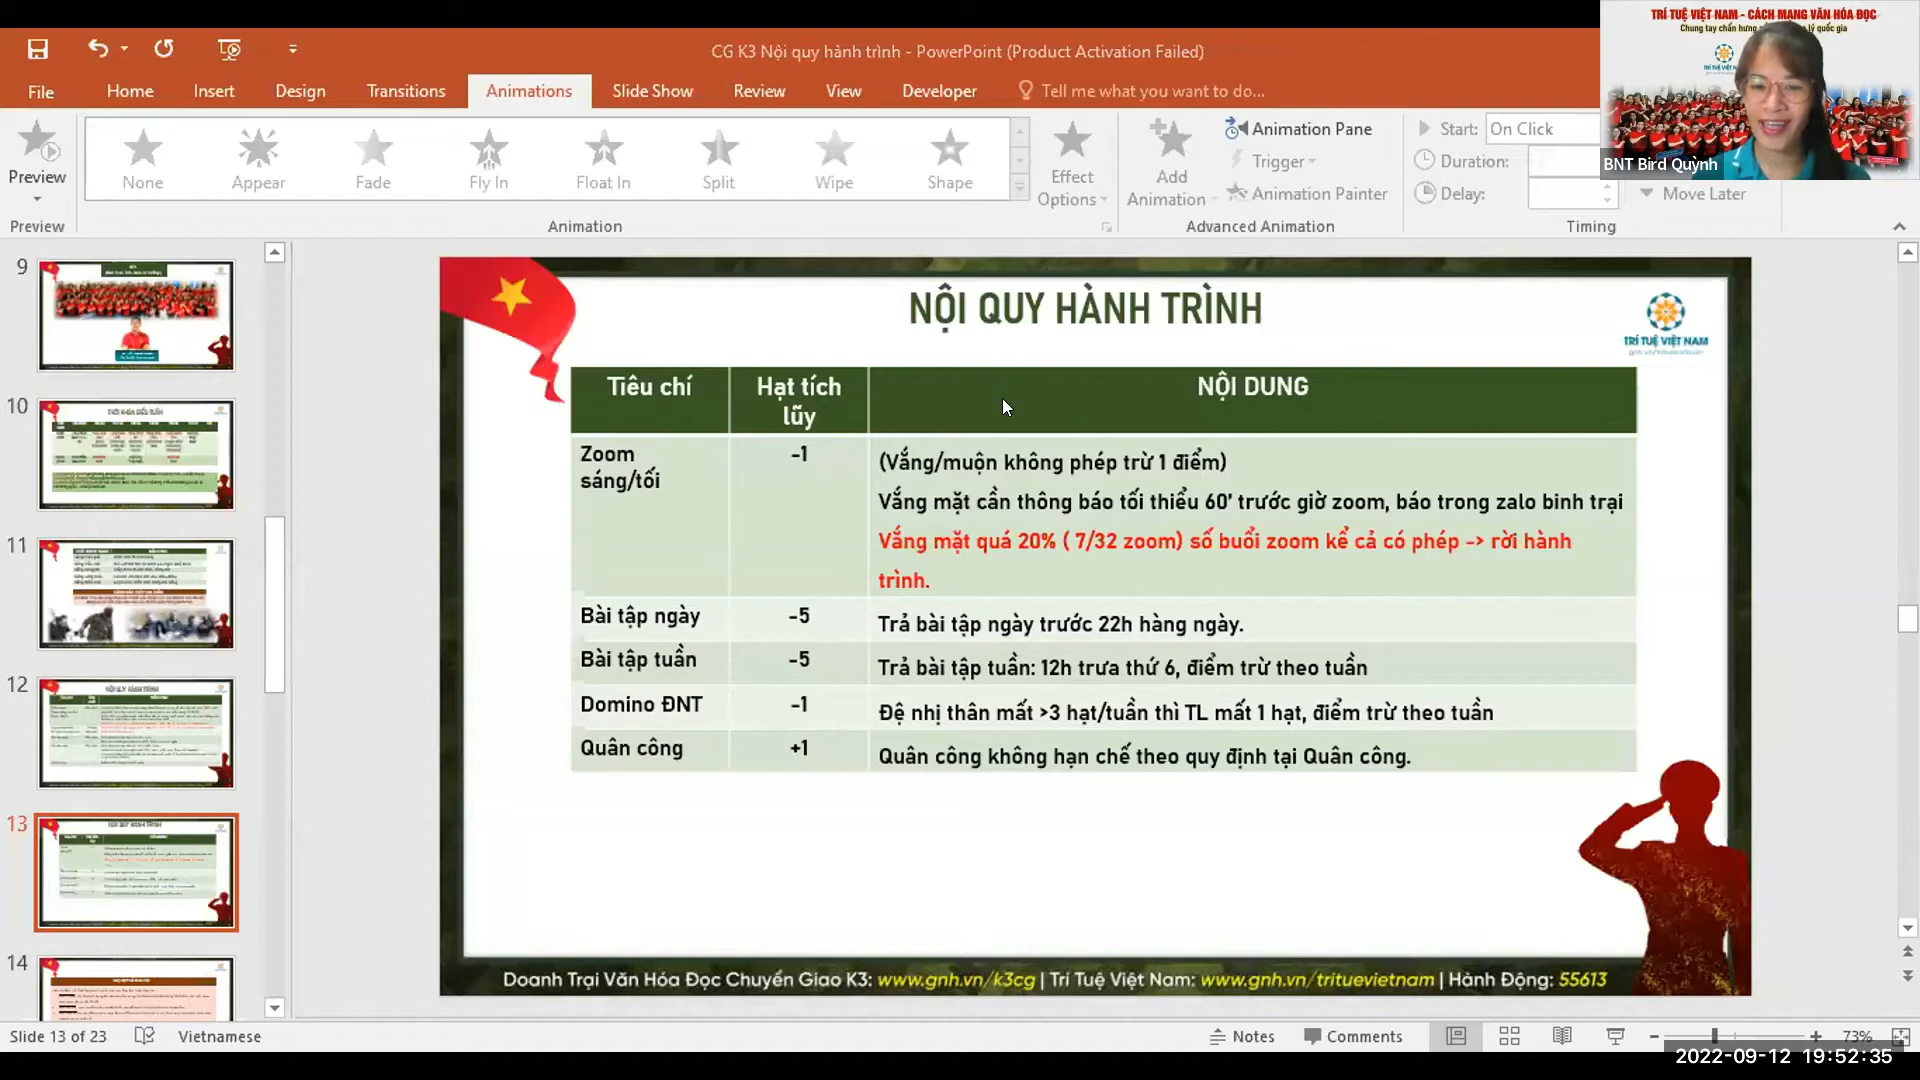 CG K3 Nội quy hành trình - PowerPoint (Product Activation Failed)
TRÍ TUỆ VIỆT NAM - CÁCH MẠNG VĂN HÓA ĐỌC
Chung tay chấn hưng
lý quốc gia
BNT Bird Quỳnh
File
Home
Insert
Design
Transitions
Animations
Slide Show
Review
View
Developer
Tell me what you want to do...
Preview
None
Appear
Fade
Fly In
Float In
Split
Wipe
Shape
Effect
Options
Add
Animation
Animation Pane
Trigger
Animation Painter
Start: On Click
Duration:
Delay:
Move Later
Preview
Animation
Advanced Animation
Timing
9
10
11
12
13
14
NỘI QUY HÀNH TRÌNH
TRÍ TUỆ VIỆT NAM
Tiêu chí
Hạt tích
lũy
NỘI DUNG
Zoom
sáng/tối
-1
(Vắng/muộn không phép trừ 1 điểm)
Vắng mặt cần thông báo tối thiểu 60’ trước giờ zoom, báo trong zalo binh trại
Vắng mặt quá 20% ( 7/32 zoom) số buổi zoom kể cả có phép -> rời hành
trình.
Bài tập ngày
-5
Trả bài tập ngày trước 22h hàng ngày.
Bài tập tuần
-5
Trả bài tập tuần: 12h trưa thứ 6, điểm trừ theo tuần
Domino ĐNT
-1
Đệ nhị thân mất >3 hạt/tuần thì TL mất 1 hạt, điểm trừ theo tuần
Quân công
+1
Quân công không hạn chế theo quy định tại Quân công.
Doanh Trại Văn Hóa Đọc Chuyển Giao K3: www.gnh.vn/k3cg | Trí Tuệ Việt Nam: www.gnh.vn/trituevietnam | Hành Động: 55613
Slide 13 of 23
Vietnamese
Notes
Comments
73%
2022-09-12 19:52:35